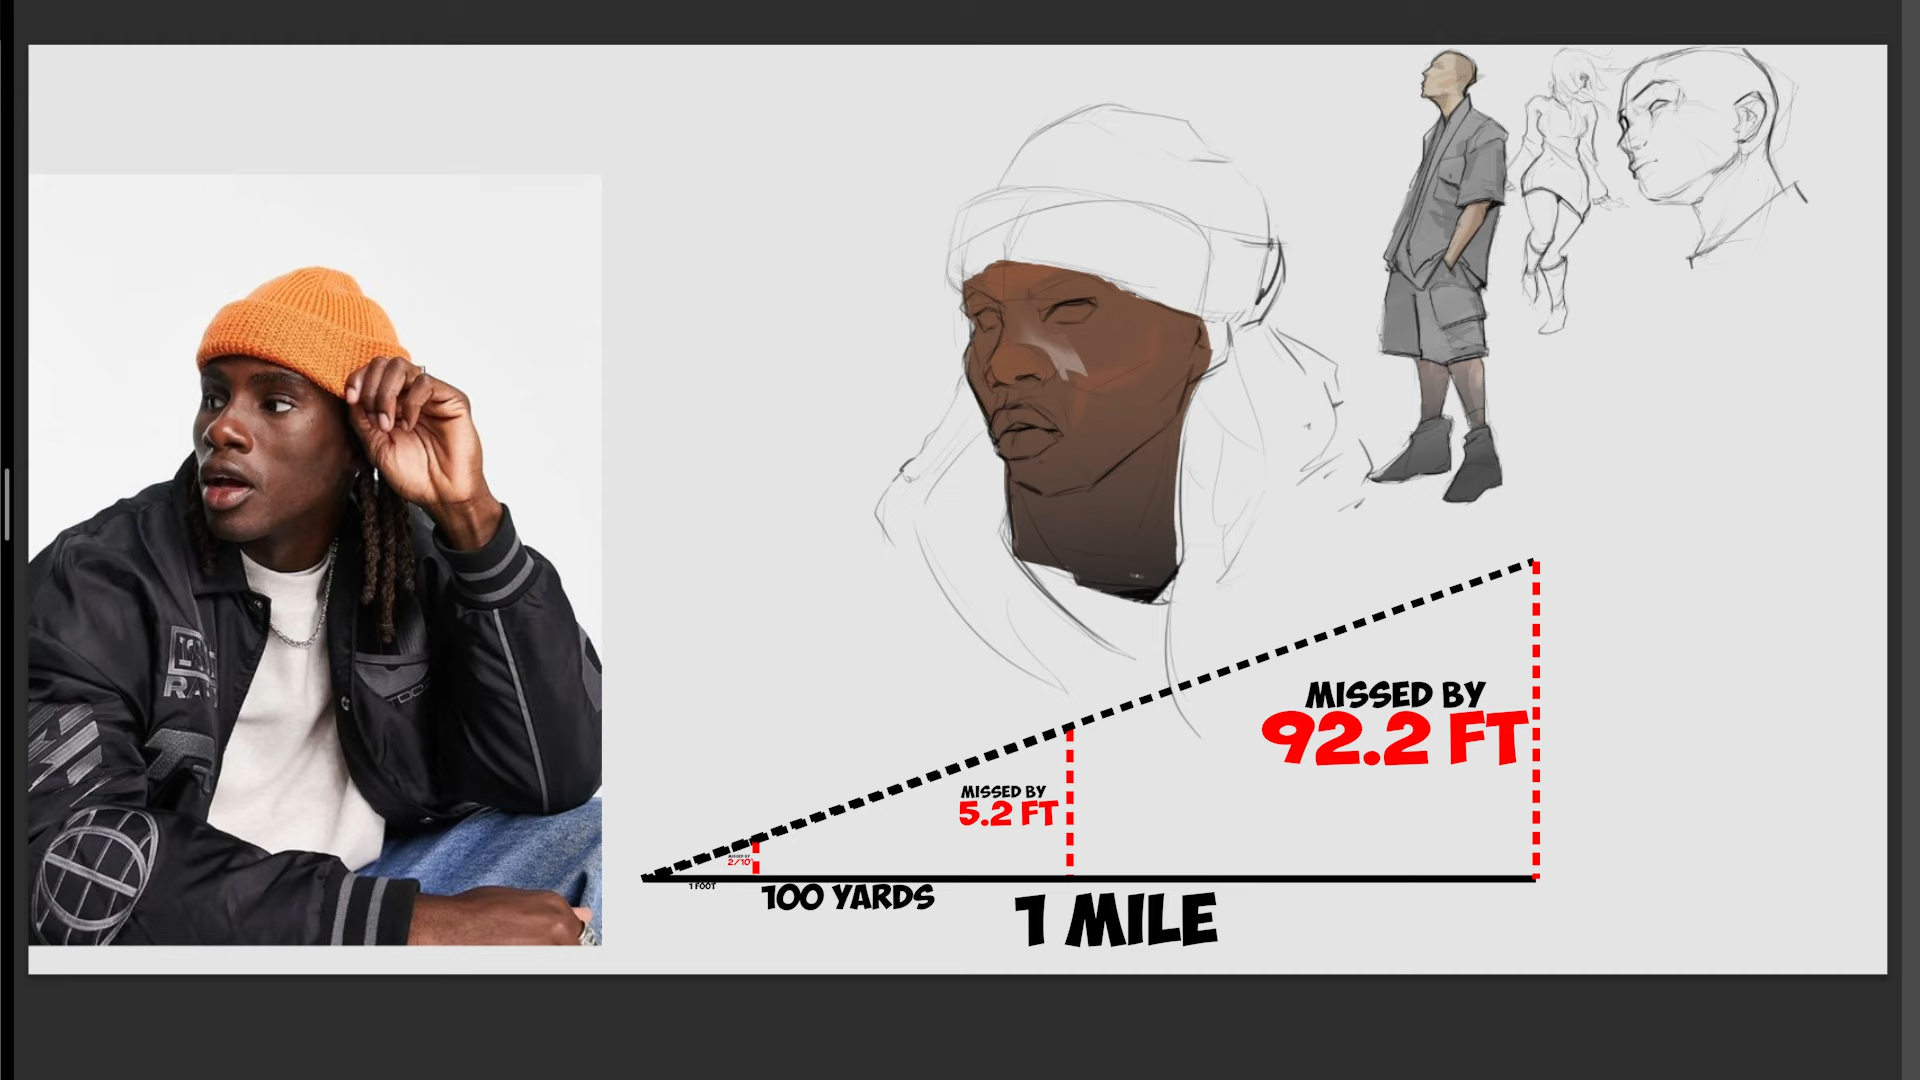 MISSED BY
92.2 FT
MISSED BY
5.2 FT
MISSED BY
2/10"
1 FOOT
100 YARDS
1 MILE